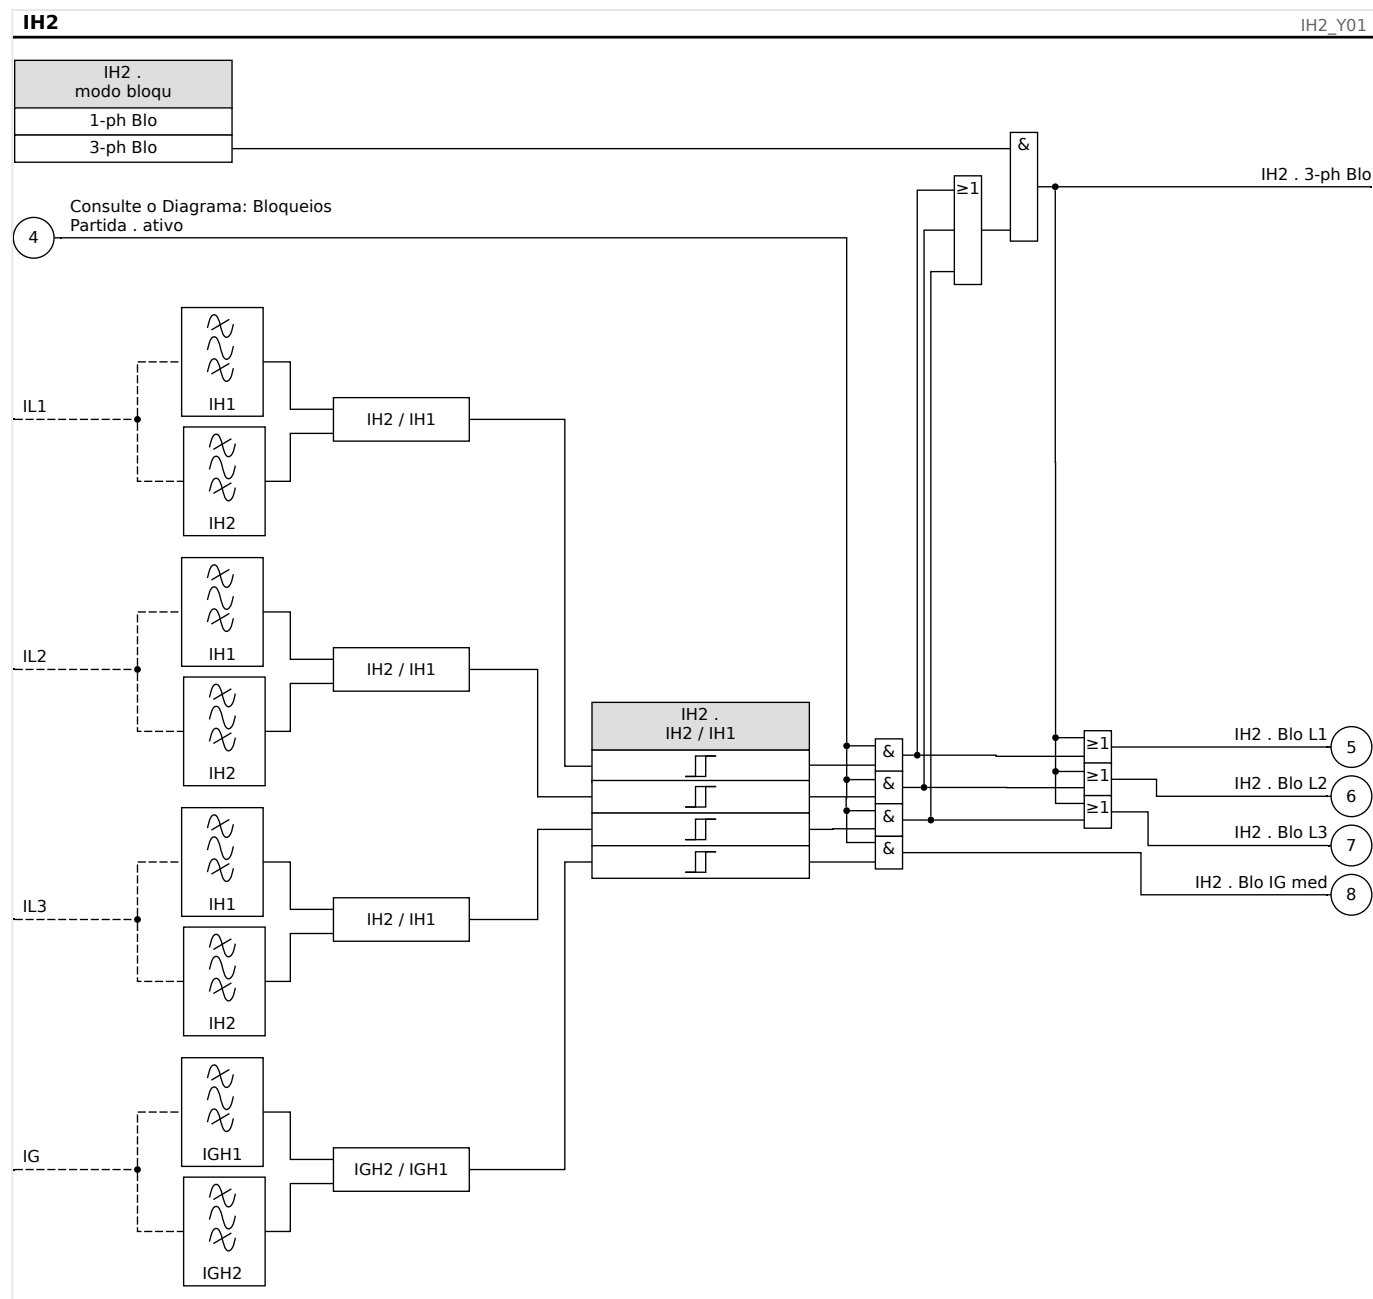 IH2
IH2_Y01
IH2 .
modo bloqu
1-ph Blo
3-ph Blo
&
≥1
IH2 . 3-ph Blo
Consulte o Diagrama: Bloqueios
Partida . ativo
4
IH1
IL1
IH2 / IH1
IH2
IH1
IL2
IH2 / IH1
IH2
IH2 .
IH2 / IH1
&
&
&
&
≥1
≥1
≥1
IH2 . Blo L1
5
IH2 . Blo L2
6
IH2 . Blo L3
7
IH2 . Blo IG med
8
IH1
IL3
IH2 / IH1
IH2
IGH1
IG
IGH2 / IGH1
IGH2